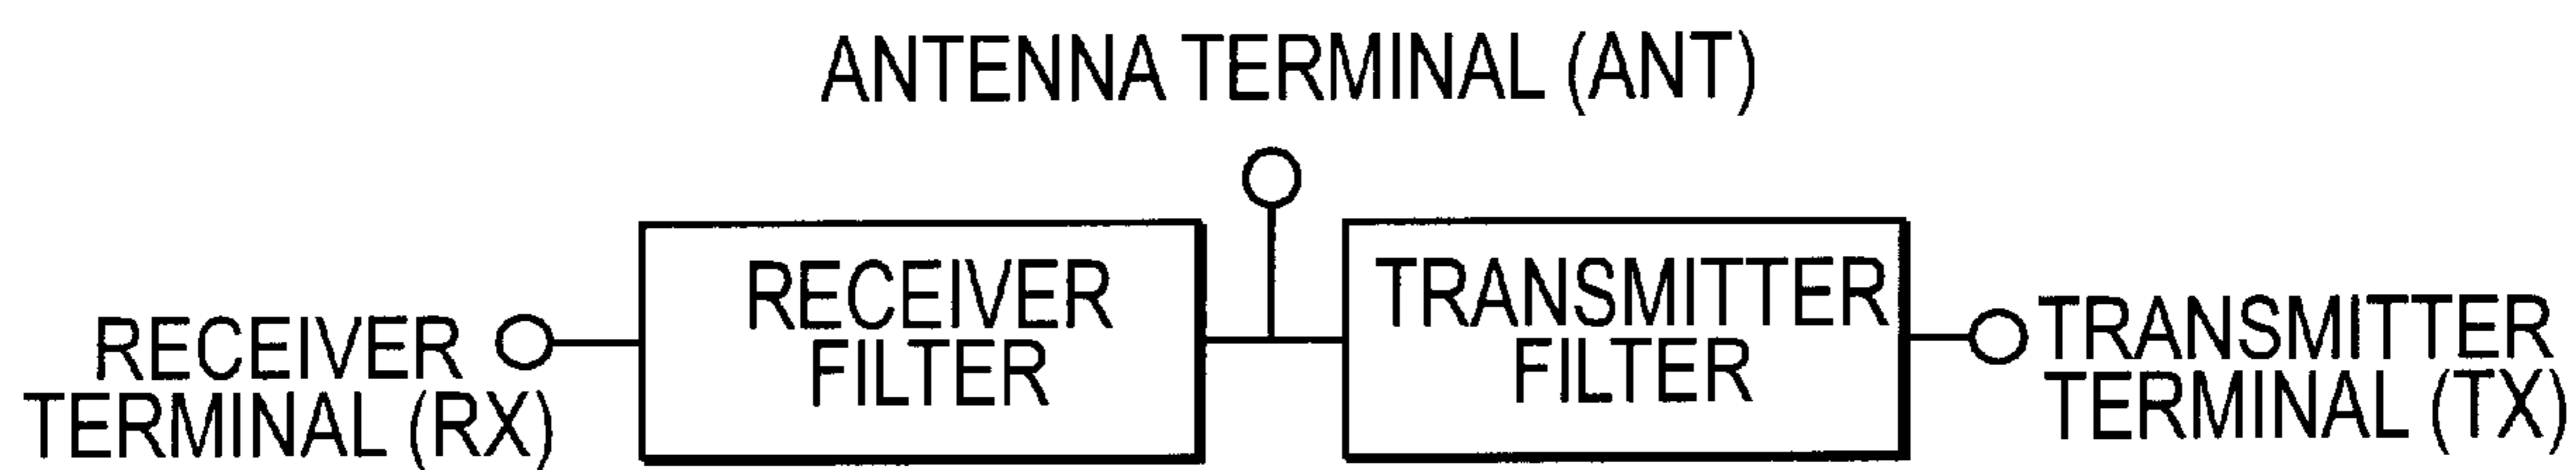 ANTENNA TERMINAL (ANT)
RECEIVER
TERMINAL (RX)
RECEIVER
FILTER
TRANSMITTER
FILTER
TRANSMITTER
TERMINAL (TX)